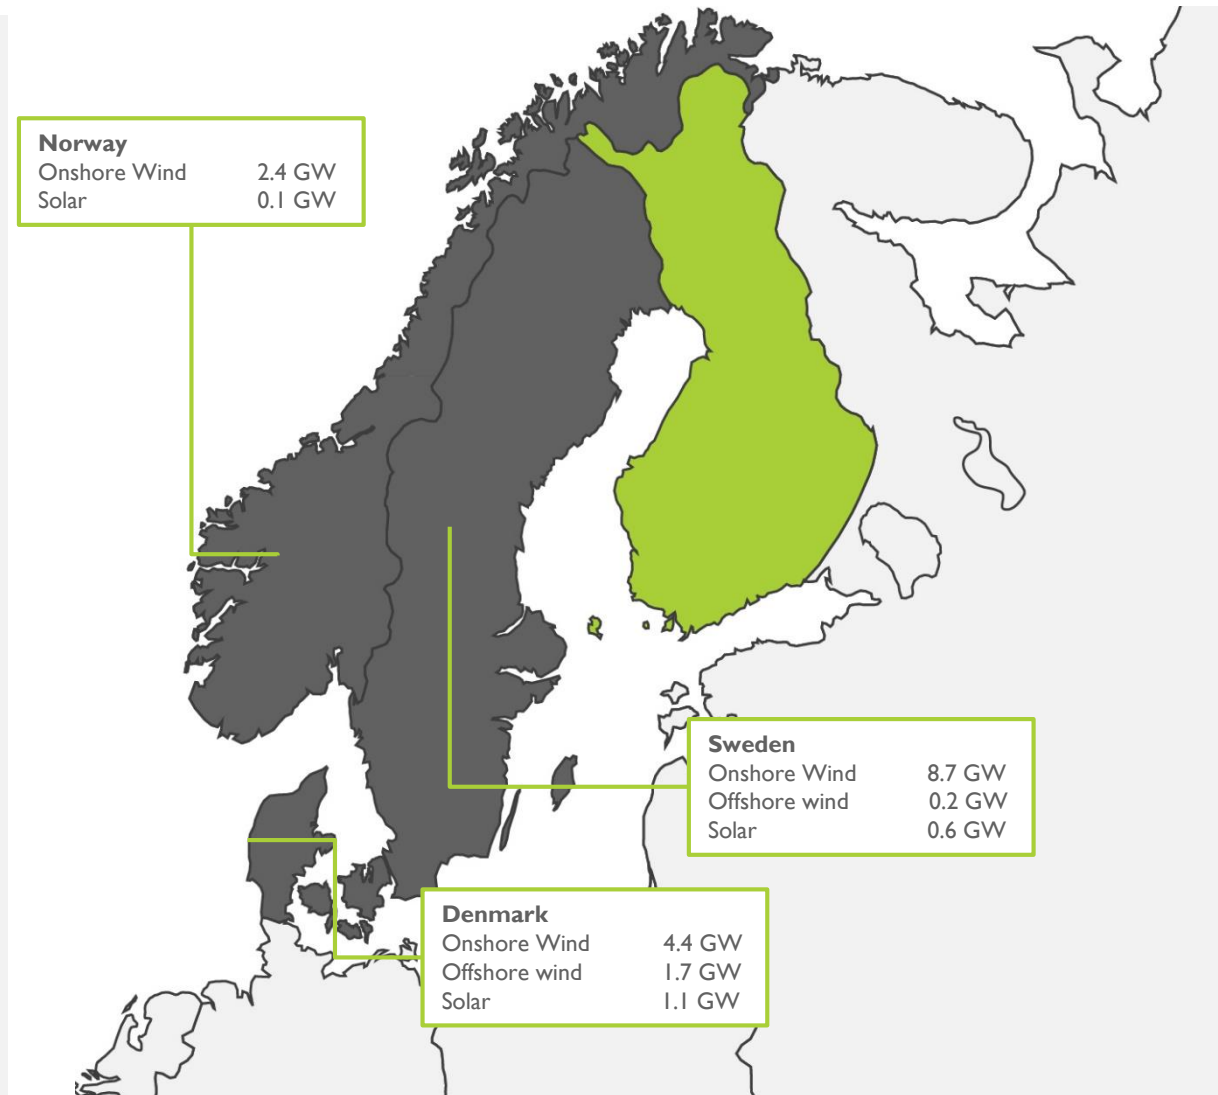 Norway
Onshore Wind 2.4 GW
Solar 0.1 GW
Sweden
Onshore Wind 8.7 GW
Offshore wind 0.2 GW
Solar 0.6 GW
Denmark
Onshore Wind 4.4 GW
Offshore wind 1.7 GW
Solar 1.1 GW